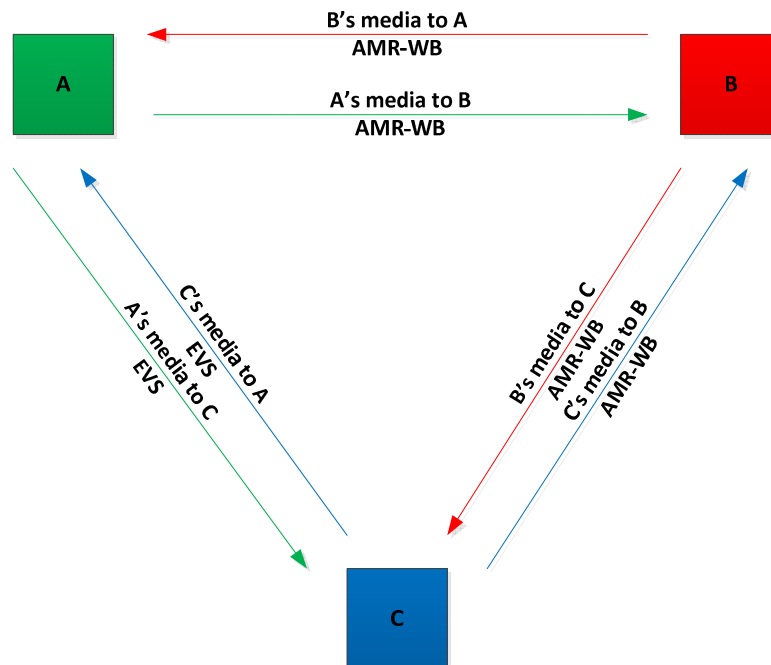 B's media to A
AMR-WB
A
B
A's media to B
AMR-WB
C's media to A
EVS
A's media to C
EVS
B's media to C
AMR-WB
C's media to B
AMR-WB
C